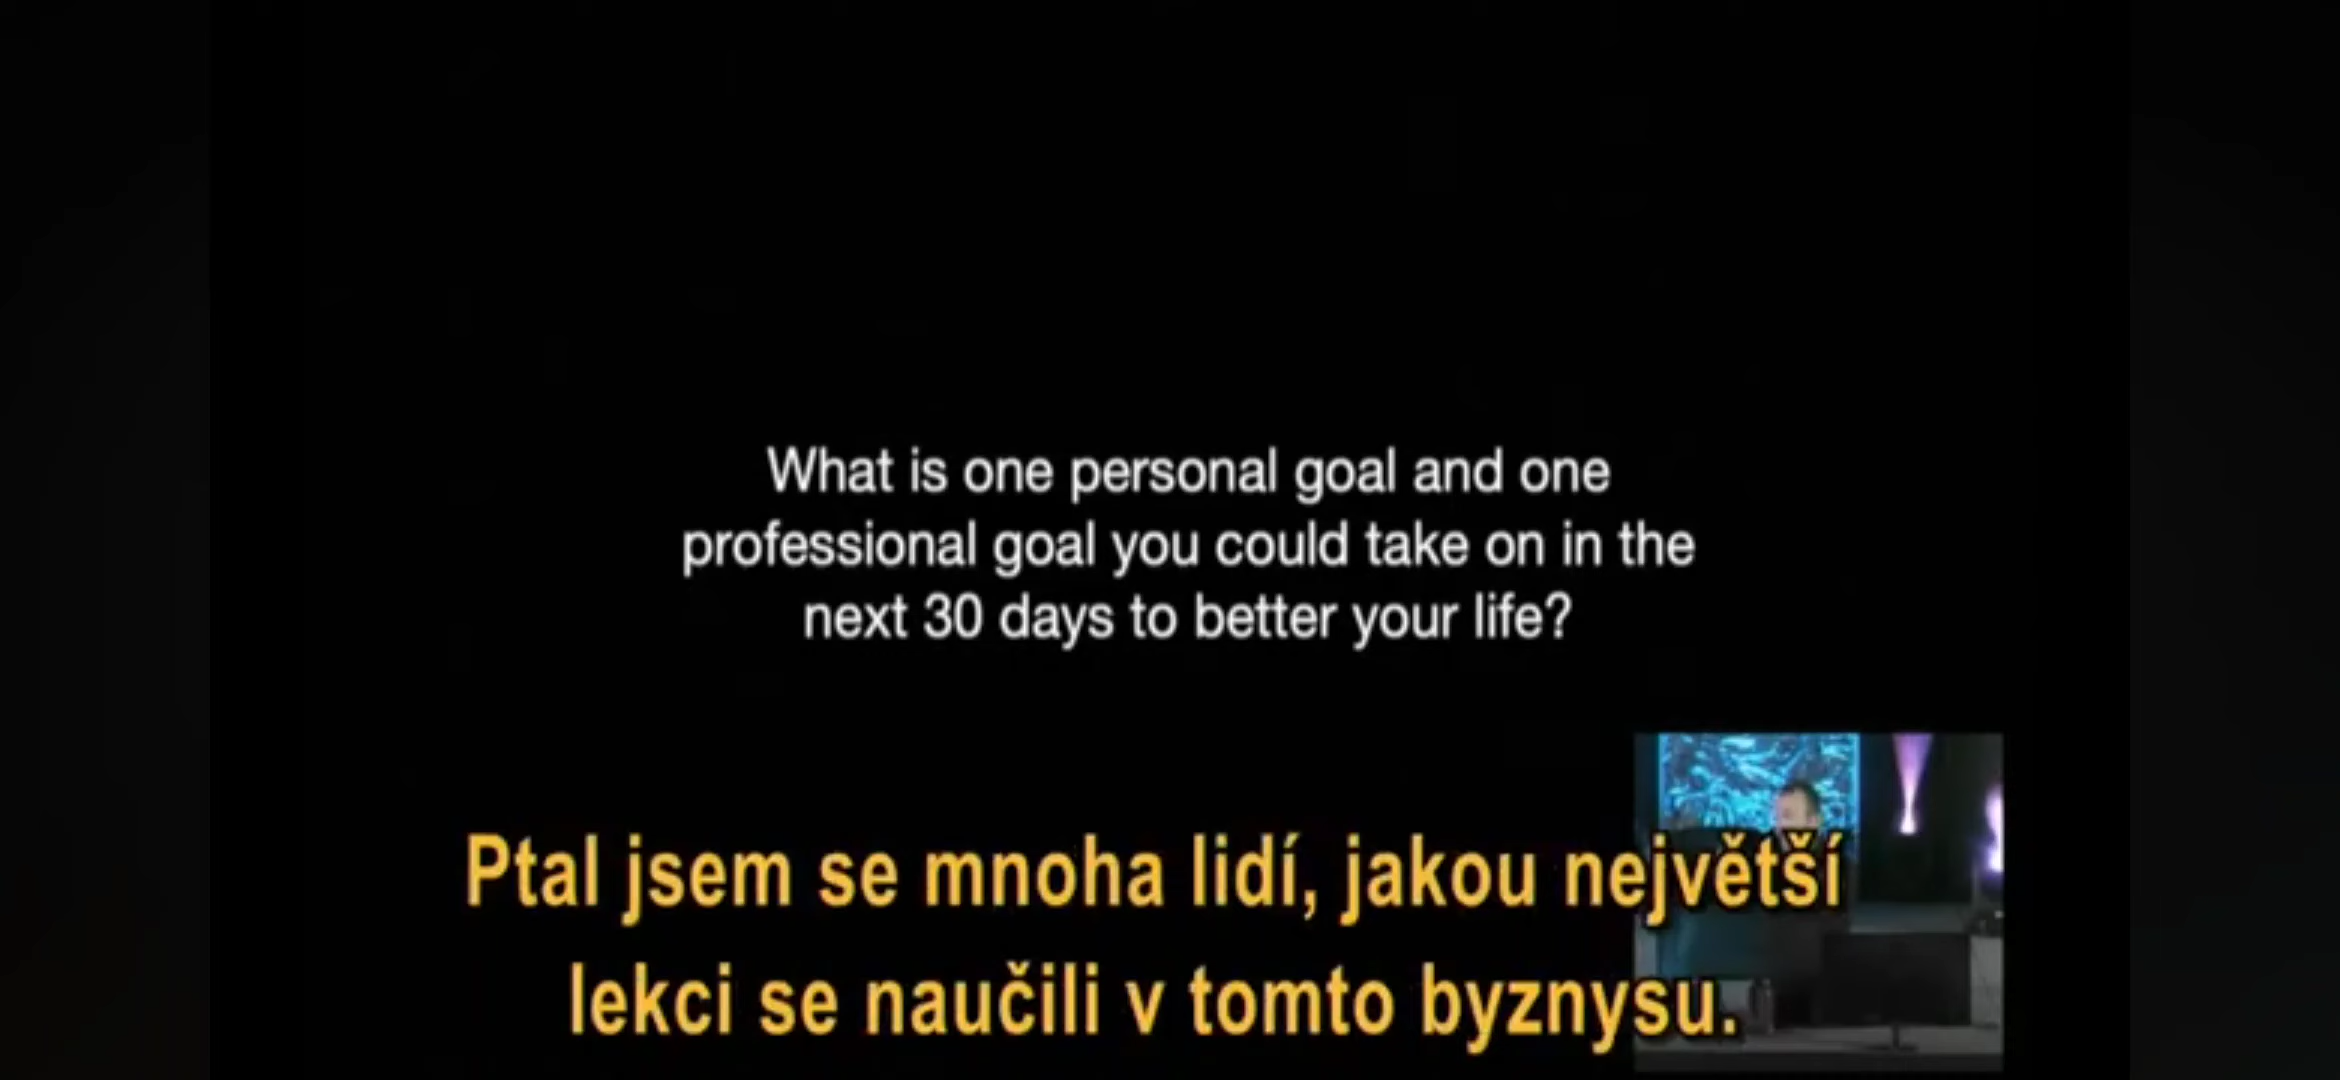 What is one personal goal and one
professional goal you could take on in the
next 30 days to better your life?
Ptal jsem se mnoha lidí, jakou největší
lekci se naučili v tomto byznysu.